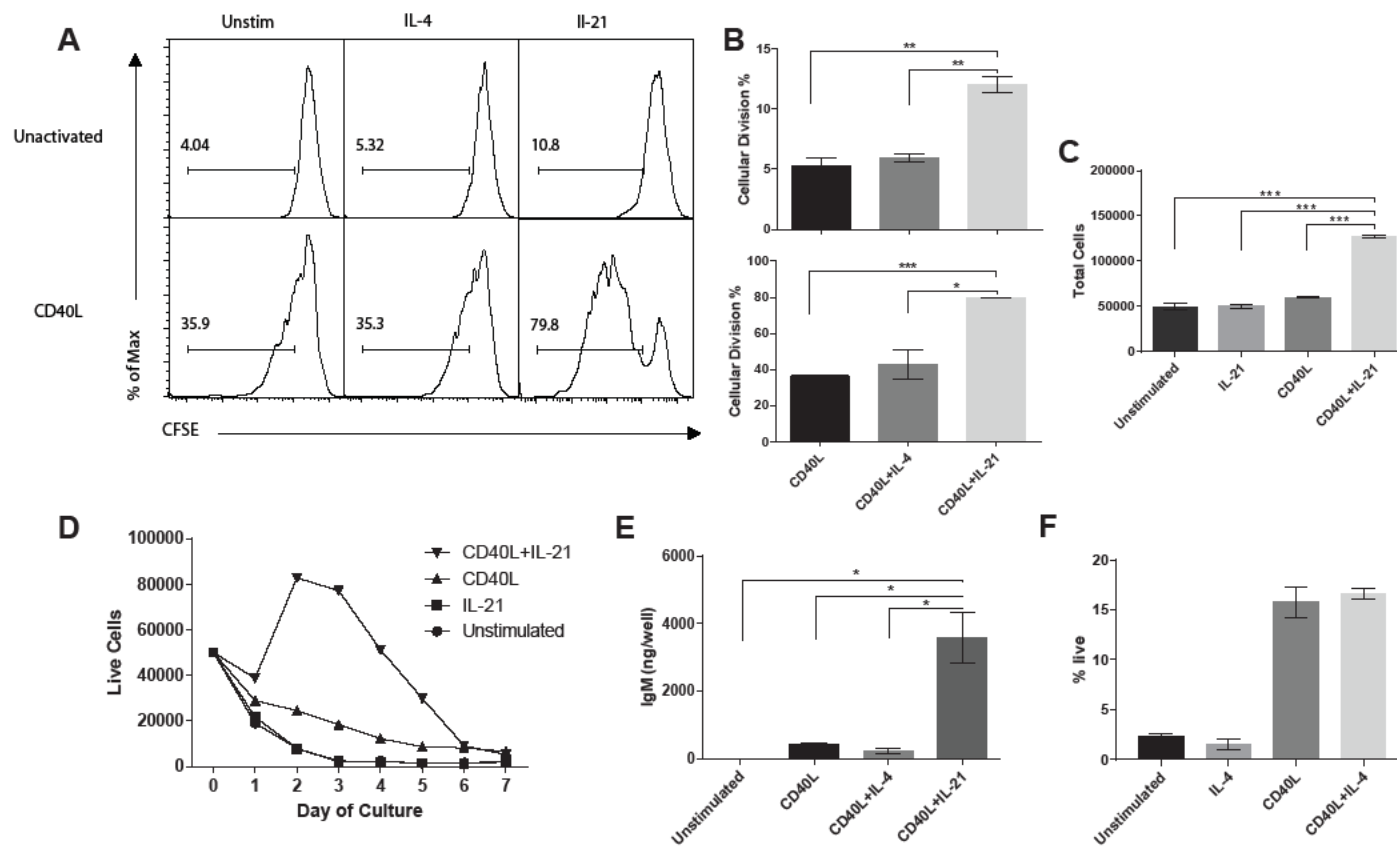 A
Unstim
IL-4
Il-21
Unactivated
4.04
5.32
10.8
CD40L
35.9
35.3
79.8
% of Max
CFSE
B
Cellular Division %
15
10
5
0
**
**
Cellular Division %
100
80
60
40
20
0
***
*
CD40L
CD40L+IL-4
CD40L+IL-21
C
Total Cells
200000
150000
100000
50000
0
***
***
***
Unstimulated
IL-21
CD40L
CD40L+IL-21
D
Live Cells
100000
80000
60000
40000
20000
0
CD40L+IL-21
CD40L
IL-21
Unstimulated
0 1 2 3 4 5 6 7
Day of Culture
E
IgM (ng/well)
6000
4000
2000
0
*
*
*
Unstimulated
CD40L
CD40L+IL-4
CD40L+IL-21
F
% live
20
15
10
5
0
Unstimulated
IL-4
CD40L
CD40L+IL-4